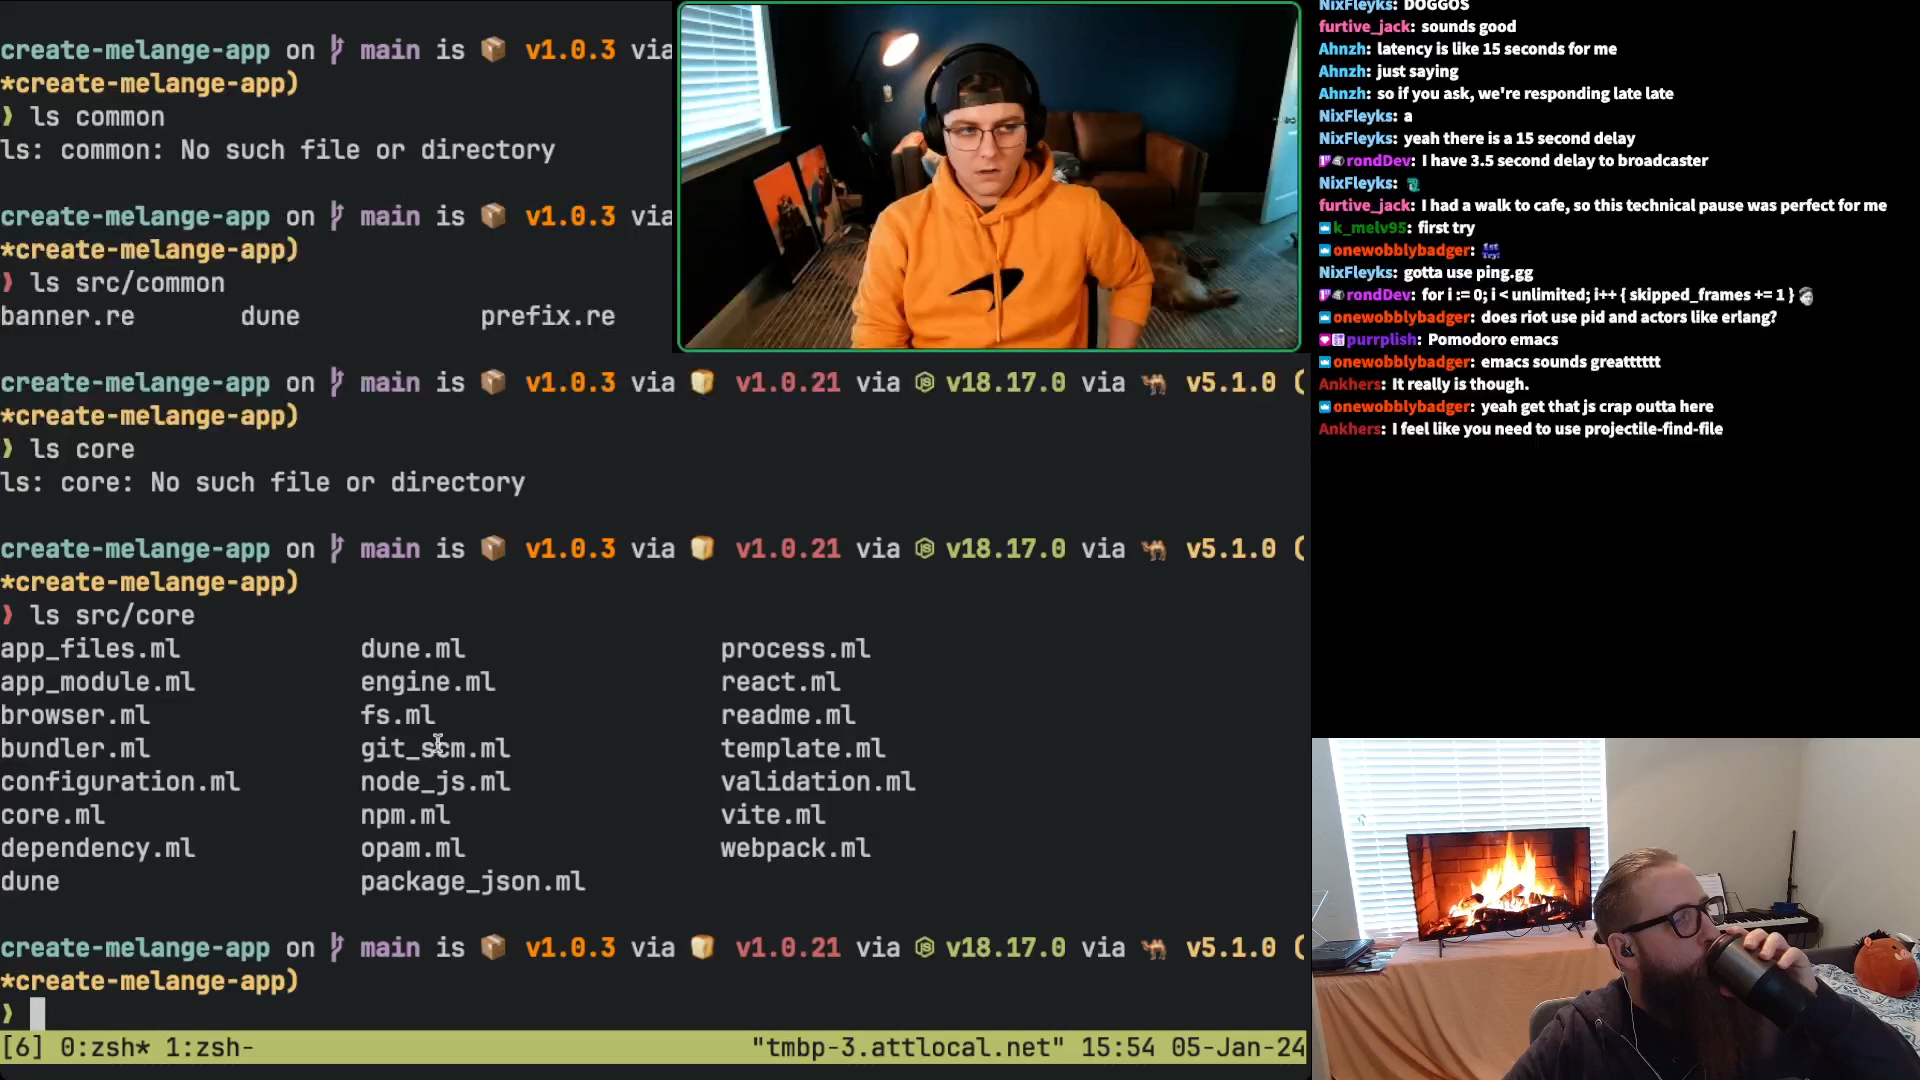 create-melange-app on main is v1.0.3 via
*create-melange-app)
❫ ls common
ls: common: No such file or directory
create-melange-app on main is v1.0.3 via
*create-melange-app)
❫ ls src/common
banner.re dune prefix.re
create-melange-app on main is v1.0.3 via v1.0.21 via v18.17.0 via v5.1.0 (
*create-melange-app)
❫ ls core
ls: core: No such file or directory
create-melange-app on main is v1.0.3 via v1.0.21 via v18.17.0 via v5.1.0 (
*create-melange-app)
❫ ls src/core
app_files.ml dune.ml process.ml
app_module.ml engine.ml react.ml
browser.ml fs.ml readme.ml
bundler.ml git_scm.ml template.ml
configuration.ml node_js.ml validation.ml
core.ml npm.ml vite.ml
dependency.ml opam.ml webpack.ml
dune package_json.ml
create-melange-app on main is v1.0.3 via v1.0.21 via v18.17.0 via v5.1.0 (
*create-melange-app)
❫
[6] 0:zsh* 1:zsh- "tmbp-3.attlocal.net" 15:54 05-Jan-24
NixFleyks: DOGGOS
furtive_jack: sounds good
Ahnzh: latency is like 15 seconds for me
Ahnzh: just saying
Ahnzh: so if you ask, we're responding late late
NixFleyks: a
NixFleyks: yeah there is a 15 second delay
rondDev: I have 3.5 second delay to broadcaster
NixFleyks:
furtive_jack: I had a walk to cafe, so this technical pause was perfect for me
k_melv95: first try
onewobblybadger: 1st Try!
NixFleyks: gotta use ping.gg
rondDev: for i := 0; i < unlimited; i++ { skipped_frames += 1 }
onewobblybadger: does riot use pid and actors like erlang?
purrplish: Pomodoro emacs
onewobblybadger: emacs sounds greatttttt
Ankhers: It really is though.
onewobblybadger: yeah get that js crap outta here
Ankhers: I feel like you need to use projectile-find-file